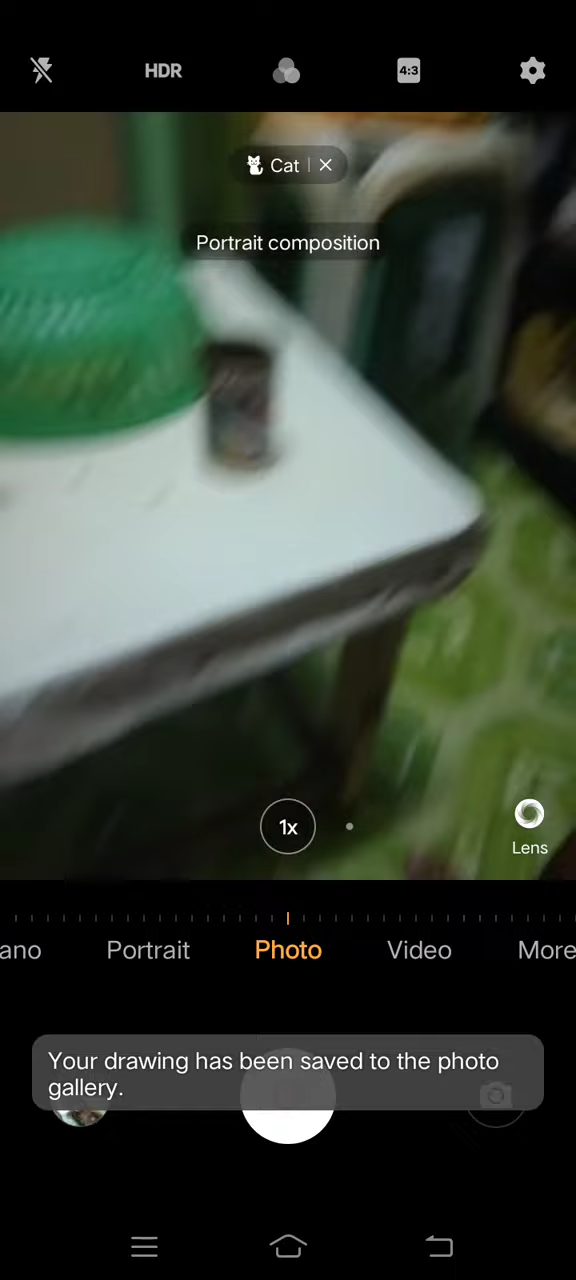 HDR
4:3
Cat
Portrait composition
1x
Lens
ano
Portrait
Photo
Video
More
Your drawing has been saved to the photo
gallery.